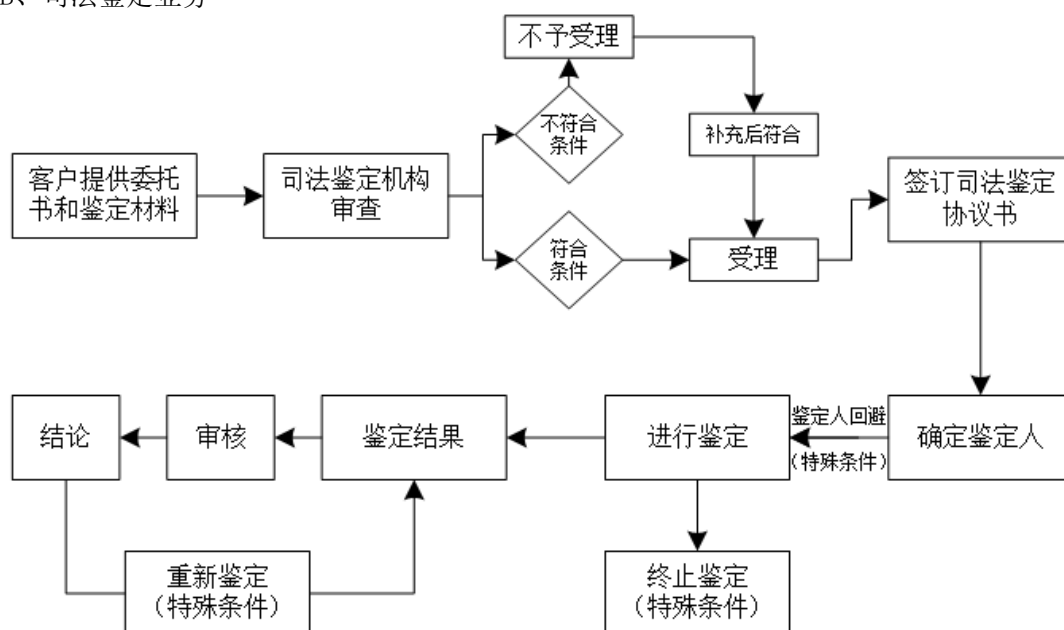 B、司法鉴定业务
不予受理
不符合
条件
补充后符合
客户提供委托
书和鉴定材料
司法鉴定机构
审查
签订司法鉴定
协议书
符合
条件
受理
结论
审核
鉴定结果
进行鉴定
鉴定人回避
（特殊条件）
确定鉴定人
重新鉴定
（特殊条件）
终止鉴定
（特殊条件）